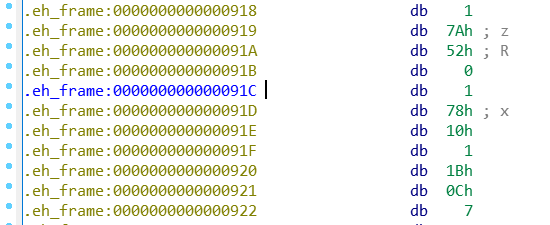 .eh_frame:0000000000000918 db 1
.eh_frame:0000000000000919 db 7Ah ; z
.eh_frame:000000000000091A db 52h ; R
.eh_frame:000000000000091B db 0
.eh_frame:000000000000091C db 1
.eh_frame:000000000000091D db 78h ; x
.eh_frame:000000000000091E db 10h
.eh_frame:000000000000091F db 1
.eh_frame:0000000000000920 db 1Bh
.eh_frame:0000000000000921 db 0Ch
.eh_frame:0000000000000922 db 7